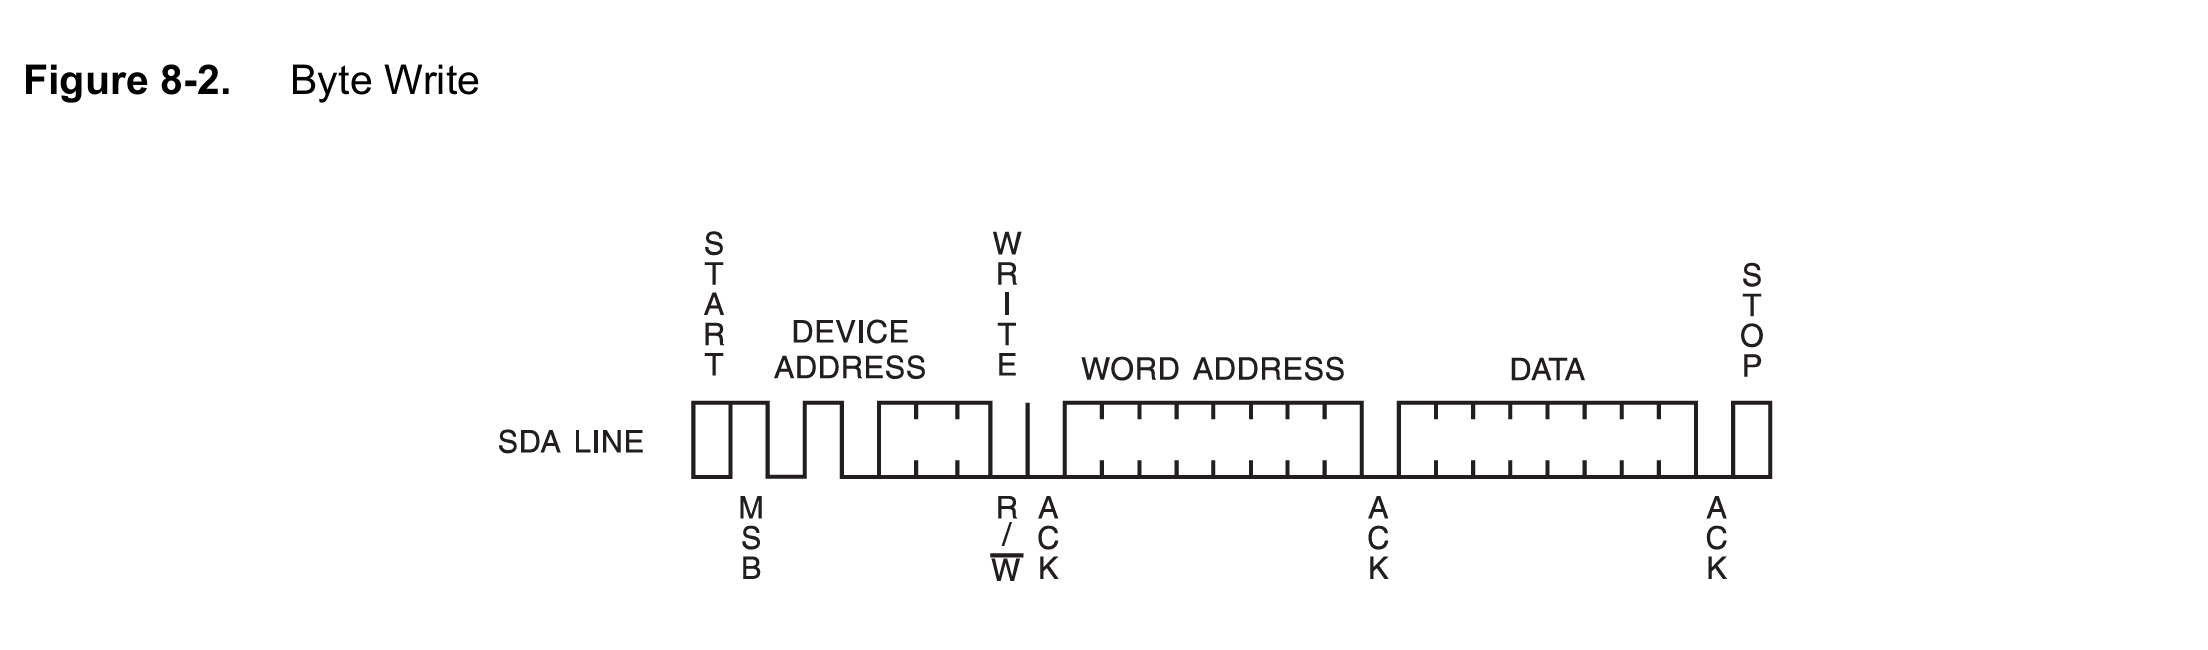 Figure 8-2. Byte Write
START
WRITE
STOP
DEVICE
ADDRESS
WORD ADDRESS
DATA
SDA LINE
MSB
R/W̅
ACK
ACK
ACK